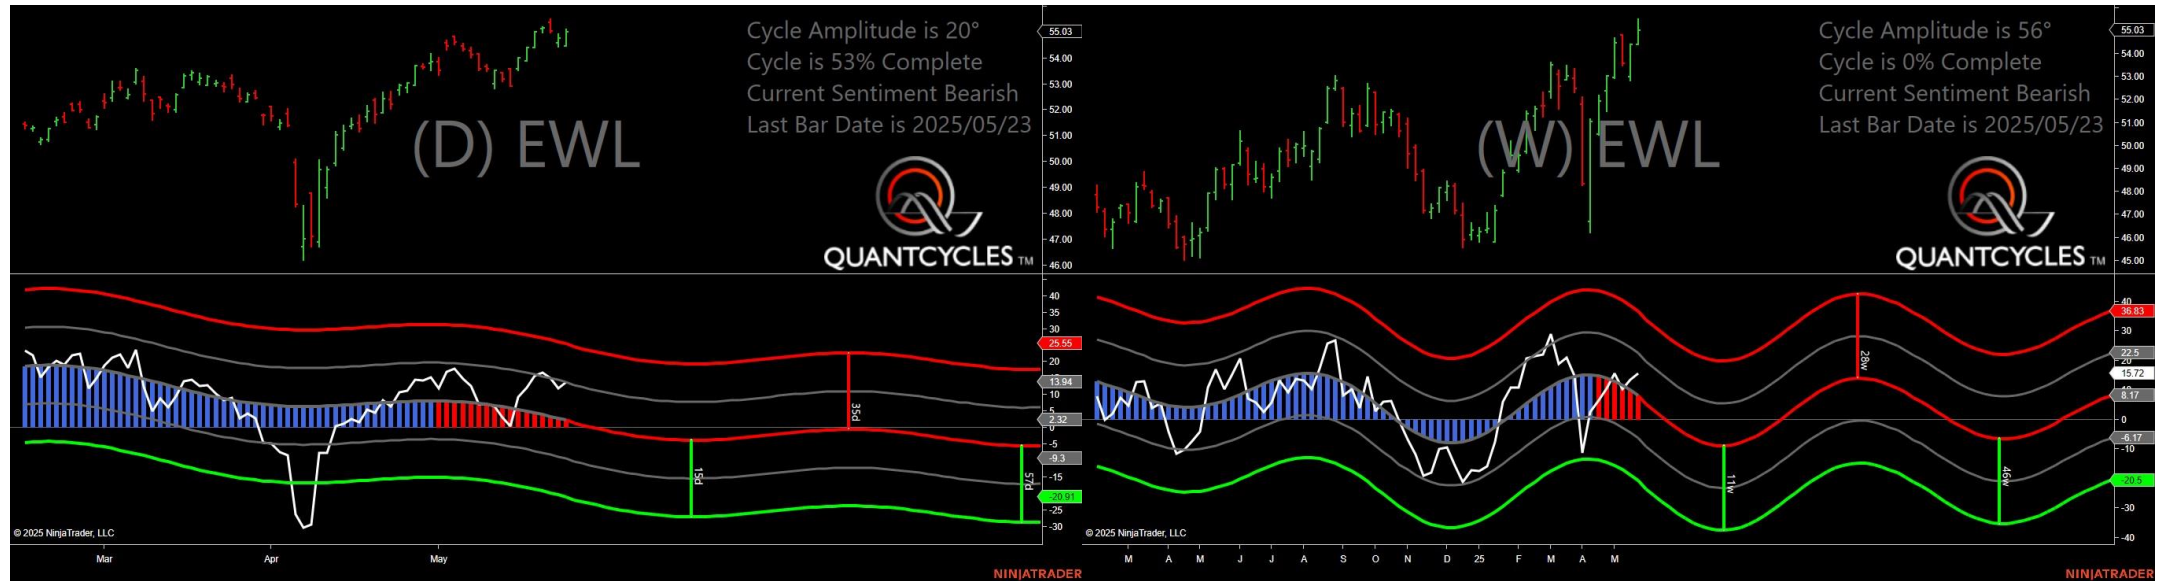 Cycle Amplitude is 20°
Cycle is 53% Complete
Current Sentiment Bearish
Last Bar Date is 2025/05/23
(D) EWL
QUANTCYCLES TM
55.03
54.00
53.00
52.00
51.00
50.00
49.00
48.00
47.00
46.00
40
35
30
25.55
20
13.94
10
5
2.32
0
-5
-9.3
-15
-20.91
-25
-30
15d
35d
57d
© 2025 NinjaTrader, LLC
Mar
Apr
May
NINJATRADER
Cycle Amplitude is 56°
Cycle is 0% Complete
Current Sentiment Bearish
Last Bar Date is 2025/05/23
(W) EWL
QUANTCYCLES TM
55.03
54.00
53.00
52.00
51.00
50.00
49.00
48.00
47.00
46.00
45.00
40
36.83
30
22.5
20
15.72
8.17
0
-6.17
-10
-20.5
-30
-40
11w
28w
46w
© 2025 NinjaTrader, LLC
M
A
M
J
J
A
S
O
N
D
25
F
M
A
M
NINJATRADER